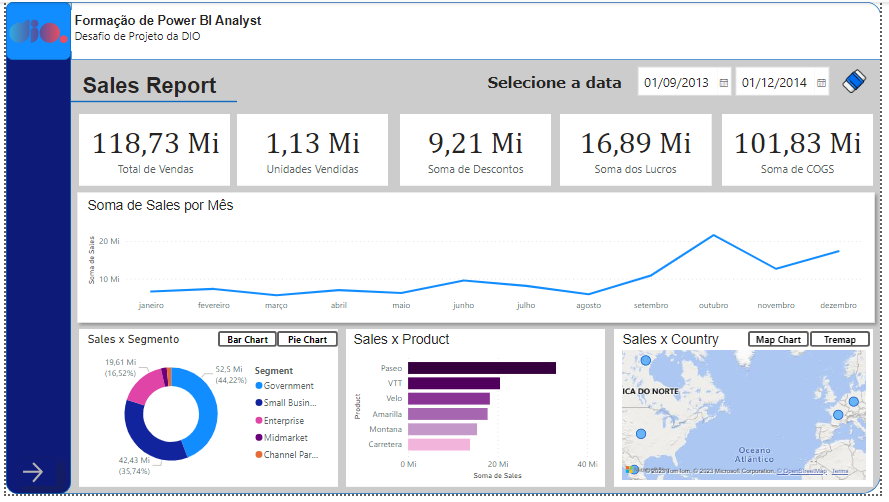 dio.
Formação de Power BI Analyst
Desafio de Projeto da DIO
Sales Report
Selecione a data
01/09/2013
01/12/2014
118,73 Mi
Total de Vendas
1,13 Mi
Unidades Vendidas
9,21 Mi
Soma de Descontos
16,89 Mi
Soma dos Lucros
101,83 Mi
Soma de COGS
Soma de Sales por Mês
Soma de Sales
20 Mi
10 Mi
janeiro
fevereiro
março
abril
maio
junho
julho
agosto
setembro
outubro
novembro
dezembro
Sales x Segmento
Bar Chart
Pie Chart
19,61 Mi
(16,52%)
52,5 Mi
(44,22%)
42,43 Mi
(35,74%)
Segment
Government
Small Busin...
Enterprise
Midmarket
Channel Par...
Sales x Product
Product
Paseo
VTT
Velo
Amarilla
Montana
Carretera
0 Mi
20 Mi
40 Mi
Soma de Sales
Sales x Country
Map Chart
Tremap
ICA DO NORTE
Oceano
Atlântico
© 2023 TomTom, © 2023 Microsoft Corporation, © OpenStreetMap Terms